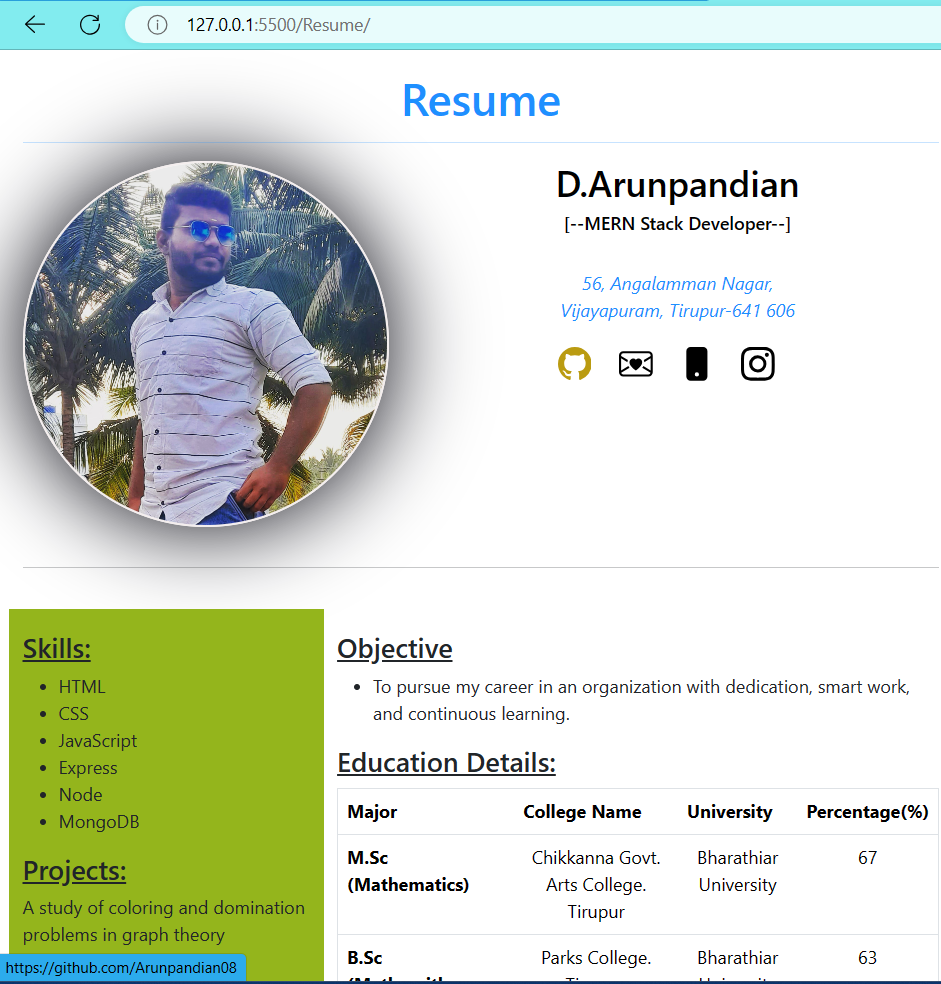 127.0.0.1:5500/Resume/
Resume
D.Arunpandian
[--MERN Stack Developer--]
56, Angalamman Nagar,
Vijayapuram, Tirupur-641 606
Skills:
HTML
CSS
JavaScript
Express
Node
MongoDB
Projects:
A study of coloring and domination
problems in graph theory
Objective
To pursue my career in an organization with dedication, smart work,
and continuous learning.
Education Details:
Major College Name University Percentage(%)
M.Sc Chikkanna Govt. Bharathiar 67
(Mathematics) Arts College. University
Tirupur
B.Sc Parks College. Bharathiar 63
https://github.com/Arunpandian08